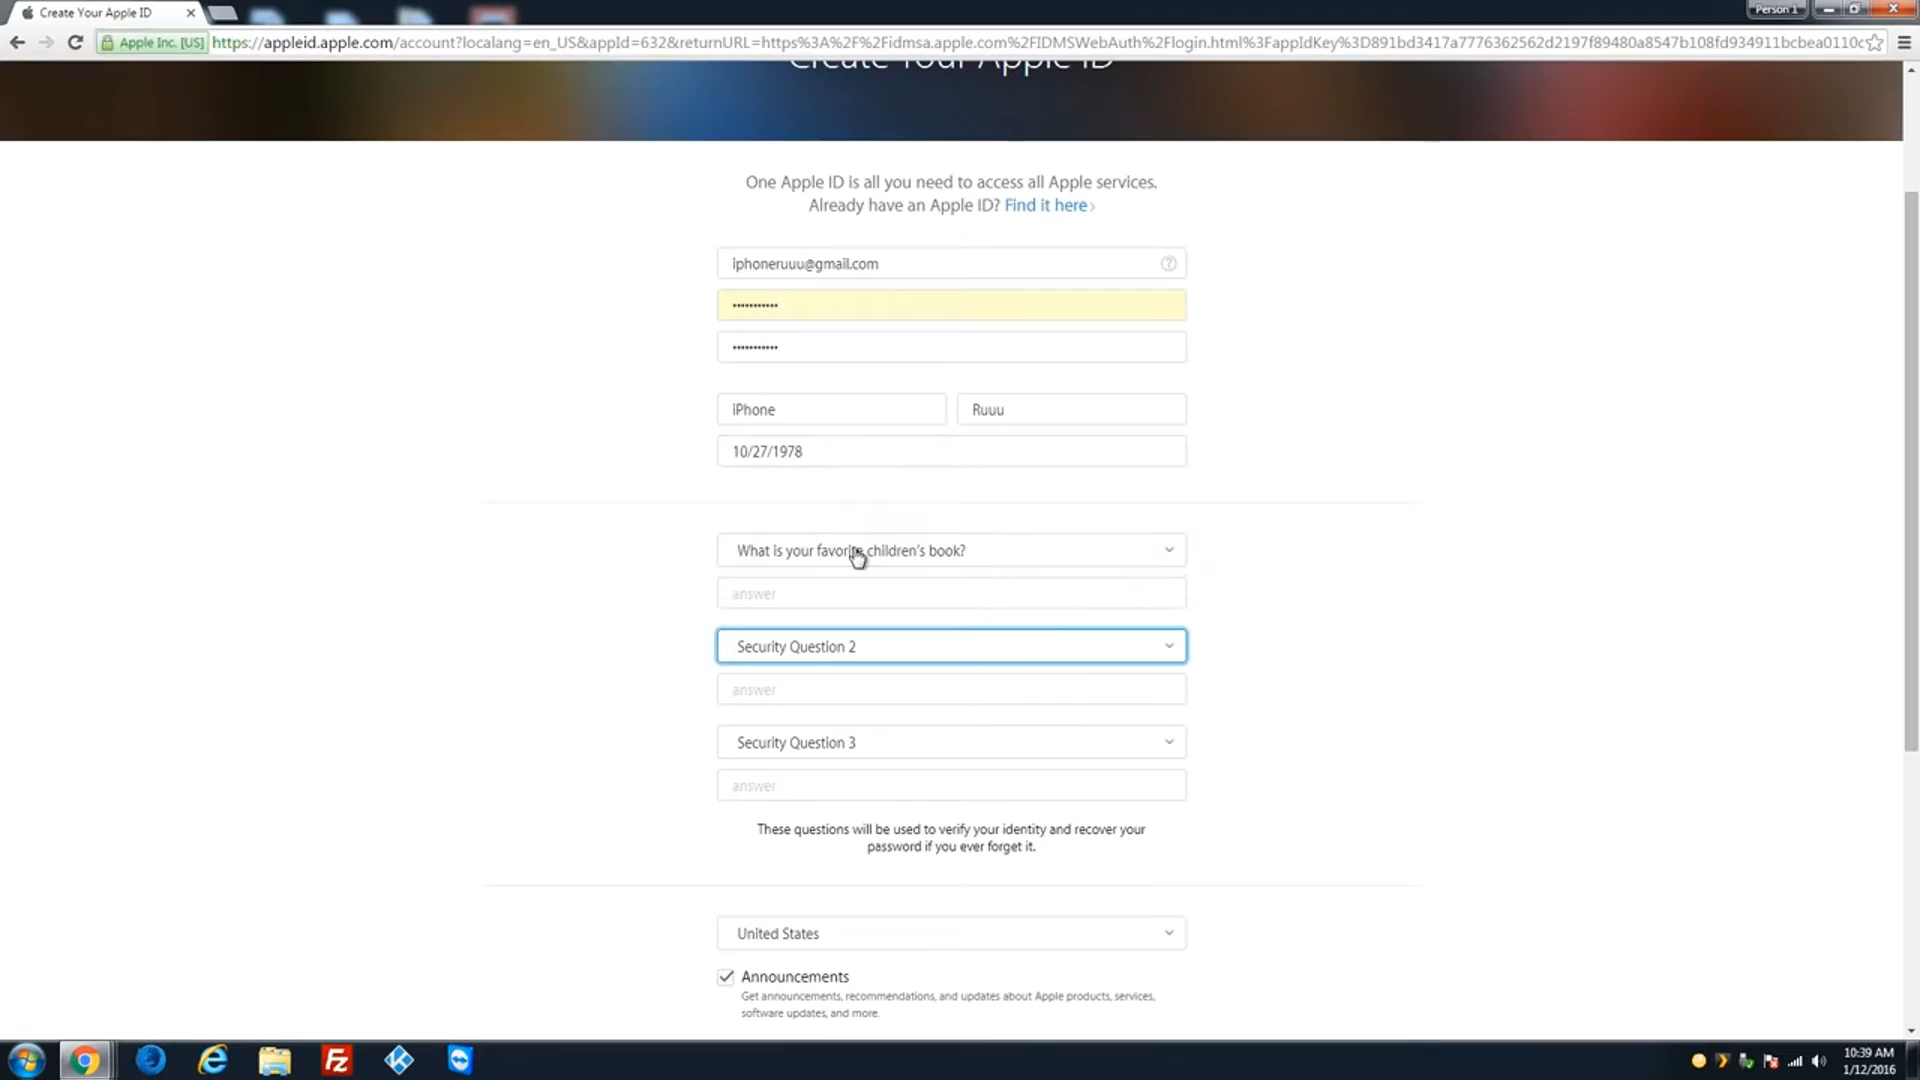 Create Your Apple ID
Person 1
Apple Inc. [US]
https://appleid.apple.com/account?localang=en_US&appId=632&returnURL=https%3A%2F%2Fidmsa.apple.com%2FIDMSWebAuth%2Flogin.html%3FappIdKey%3D891bd3417a7776362562d2197f89480a8547b108fd934911bcbea0110c
Create Your Apple ID
One Apple ID is all you need to access all Apple services.
Already have an Apple ID? Find it here
iphoneruuu@gmail.com
iPhone
Ruuu
10/27/1978
What is your favorite children's book?
answer
Security Question 2
answer
Security Question 3
answer
These questions will be used to verify your identity and recover your
password if you ever forget it.
United States
Announcements
Get announcements, recommendations, and updates about Apple products, services,
software updates, and more.
10:39 AM
1/12/2016